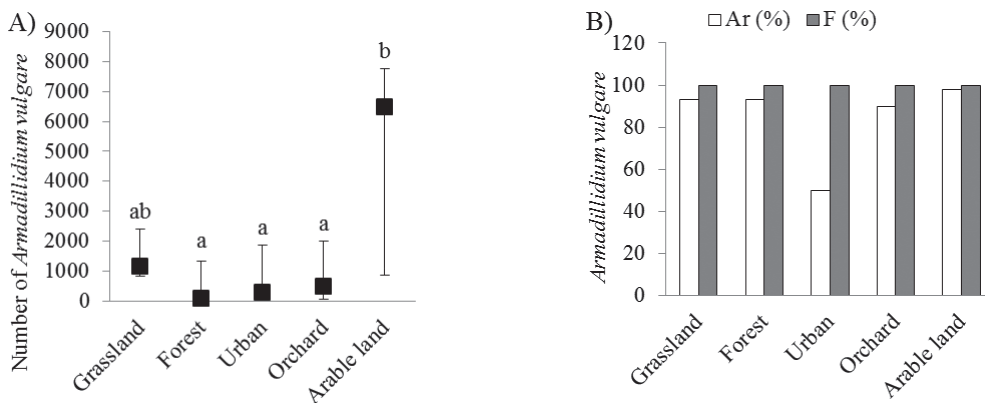 A)
Number of Armadillidium vulgare
9000
8000
7000
6000
5000
4000
3000
2000
1000
0
ab
a
a
a
b
Grassland
Forest
Urban
Orchard
Arable land
B)
Ar (%) F (%)
Armadillidium vulgare
120
100
80
60
40
20
0
Grassland
Forest
Urban
Orchard
Arable land